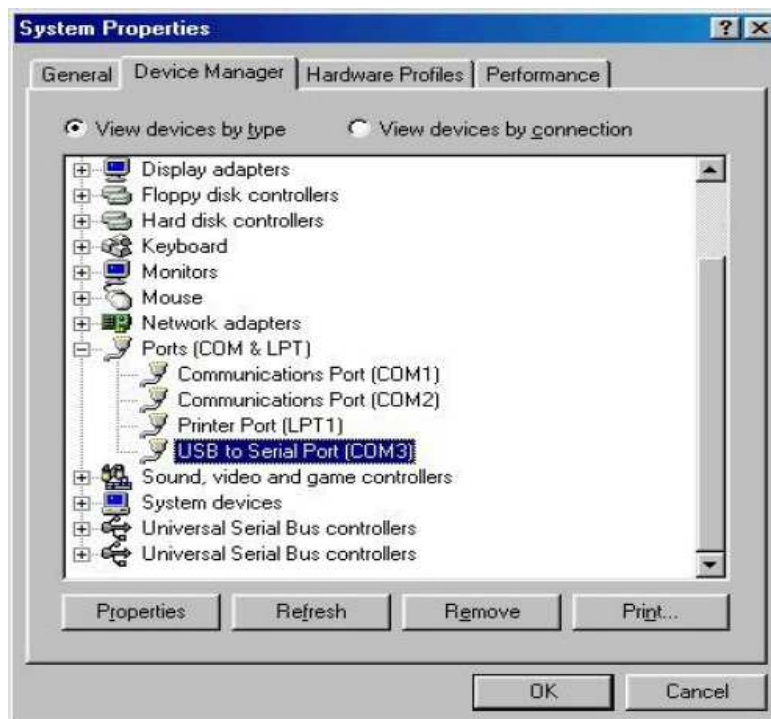 System Properties
General Device Manager Hardware Profiles Performance
View devices by type View devices by connection
Display adapters
Floppy disk controllers
Hard disk controllers
Keyboard
Monitors
Mouse
Network adapters
Ports (COM & LPT)
Communications Port (COM1)
Communications Port (COM2)
Printer Port (LPT1)
USB to Serial Port (COM3)
Sound, video and game controllers
System devices
Universal Serial Bus controllers
Universal Serial Bus controllers
Properties Refresh Remove Print...
OK Cancel